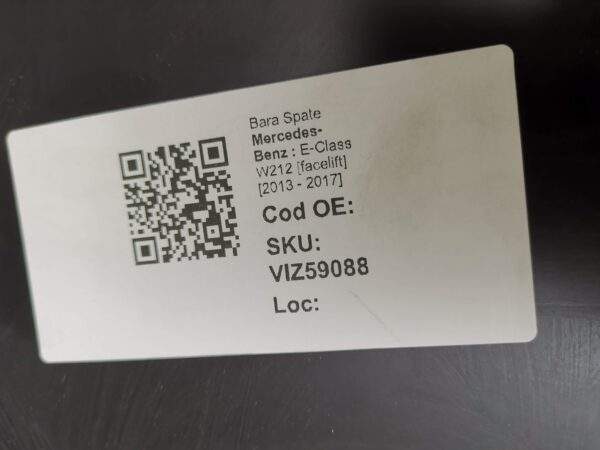 Bara Spate
Mercedes-
Benz : E-Class
W212 [facelift]
[2013 - 2017]
Cod OE:
SKU:
VIZ59088
Loc: